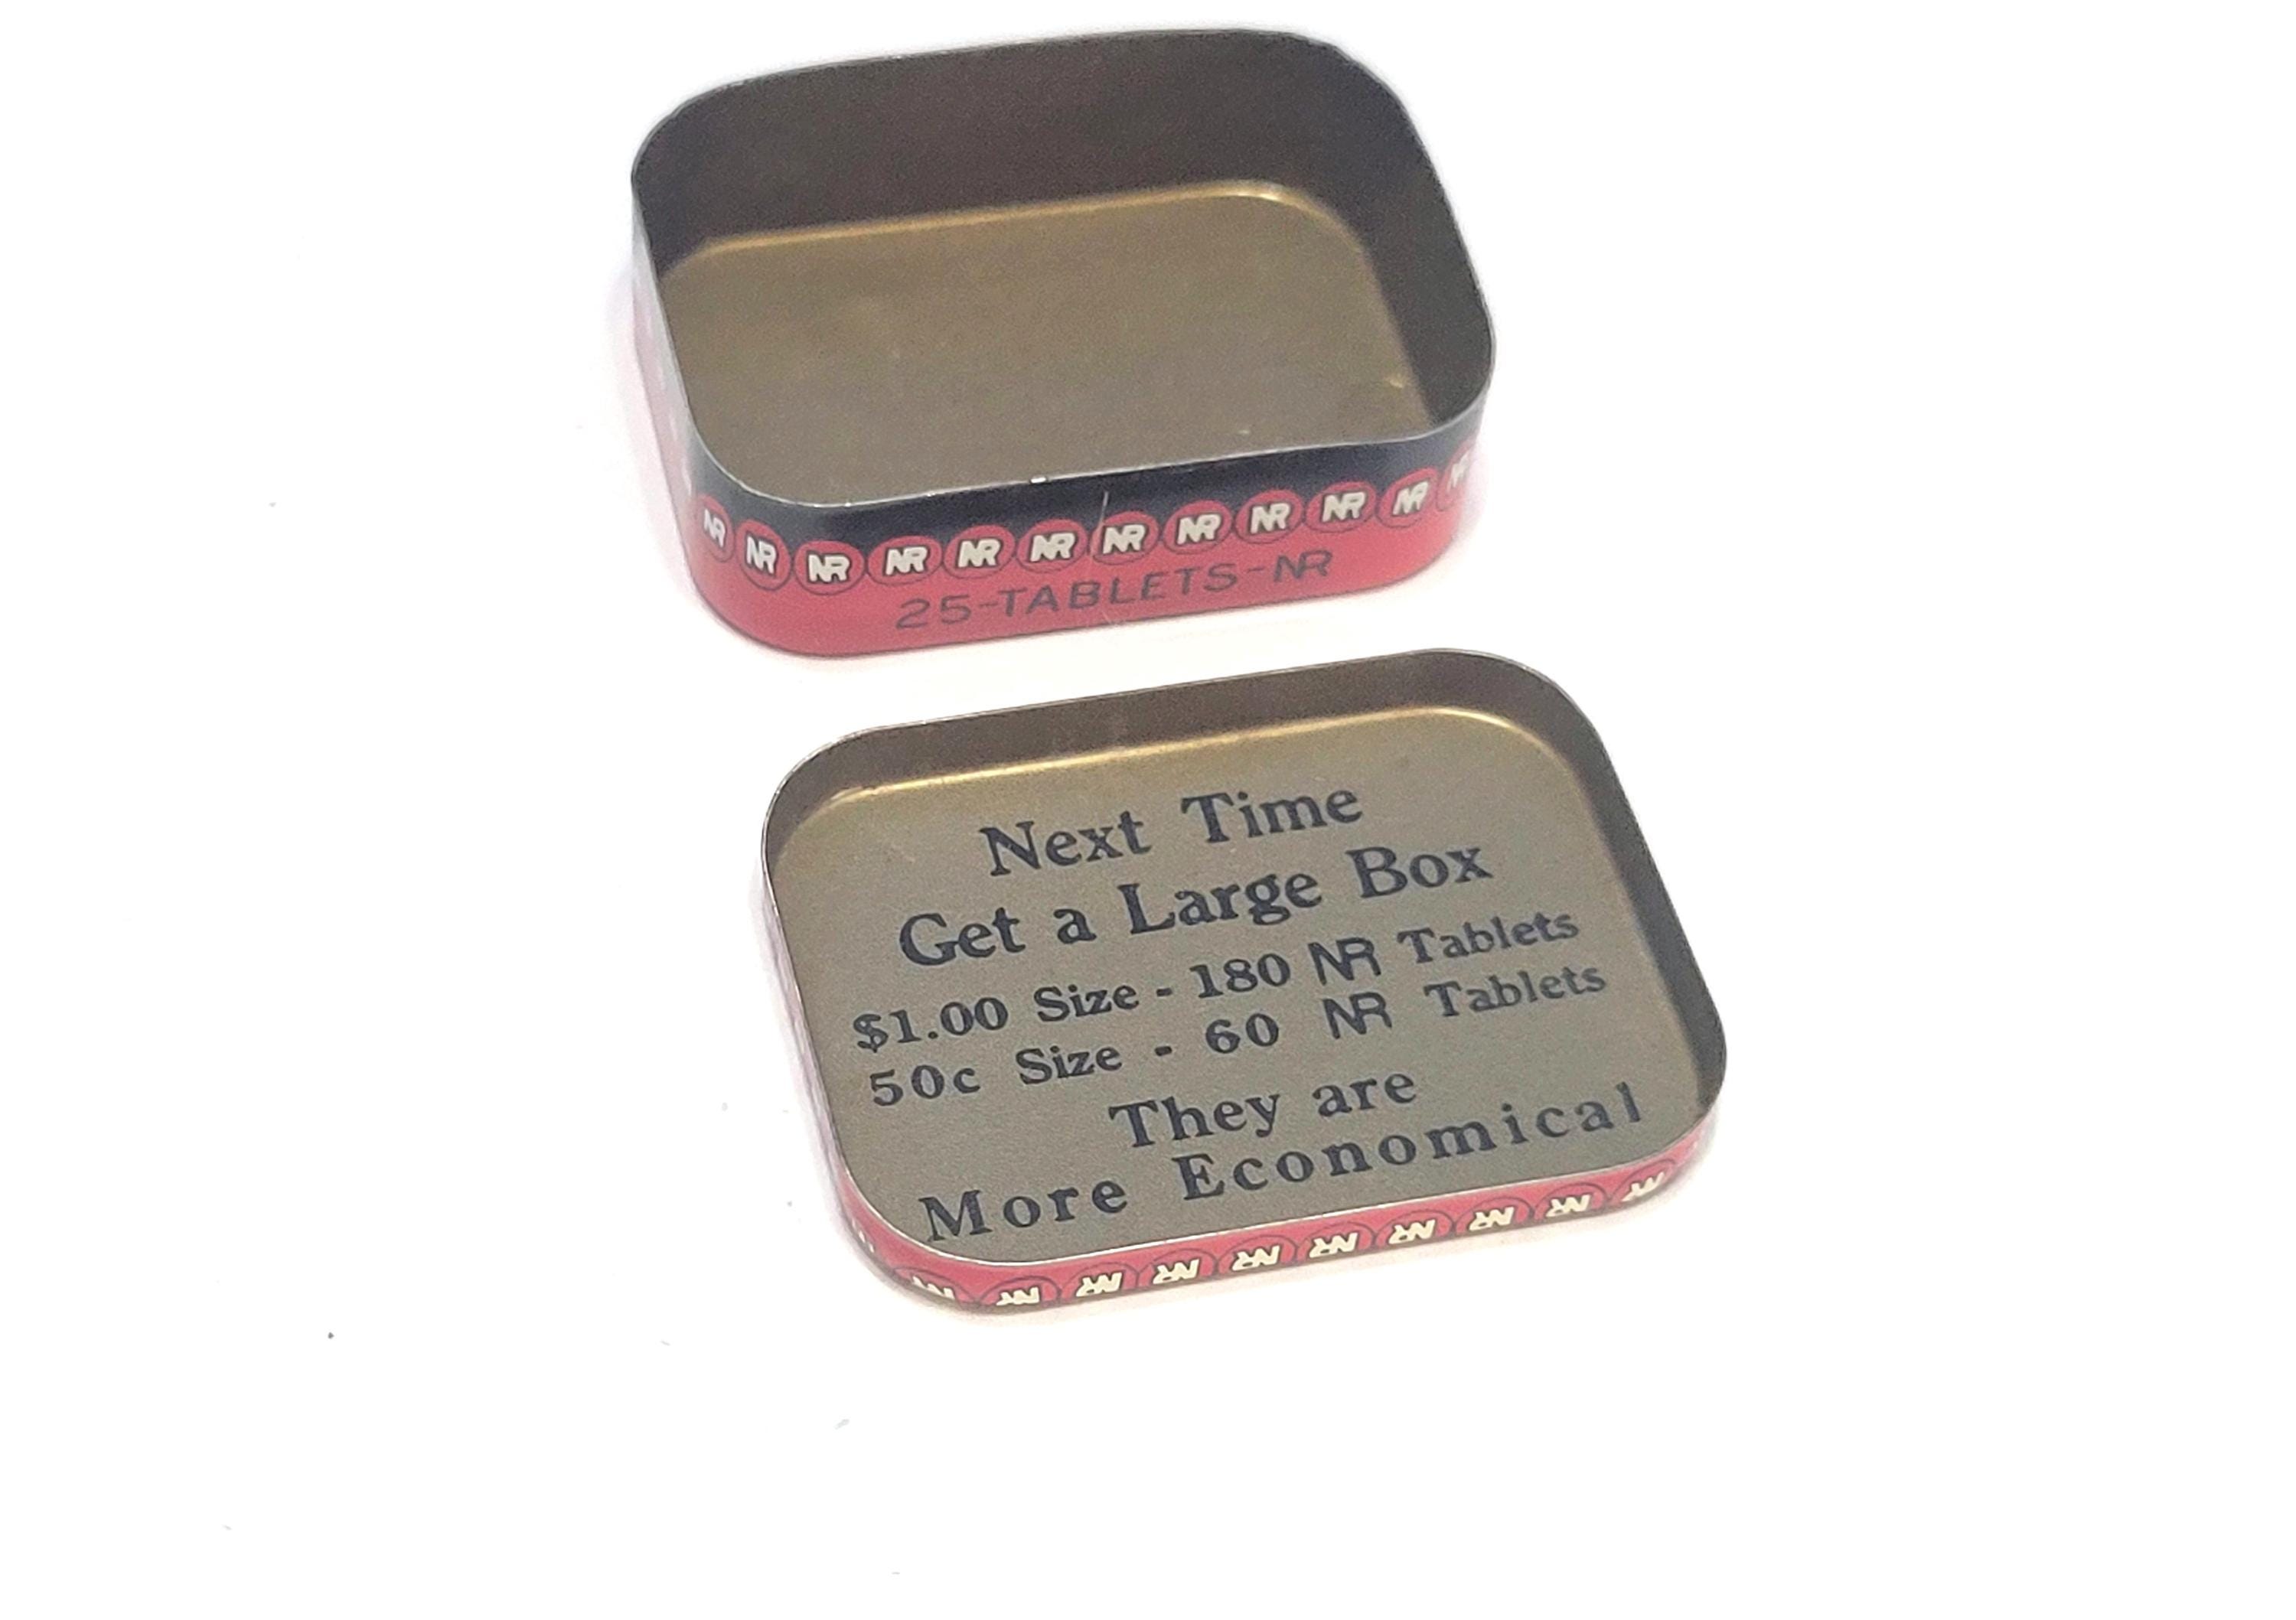 NR NR NR NR NR NR NR NR NR NR NR
25-TABLETS-NR
Next Time
Get a Large Box
$1.00 Size - 180 NR Tablets
50c Size - 60 NR Tablets
They are
More Economical
NR NR NR NR NR NR NR NR NR NR